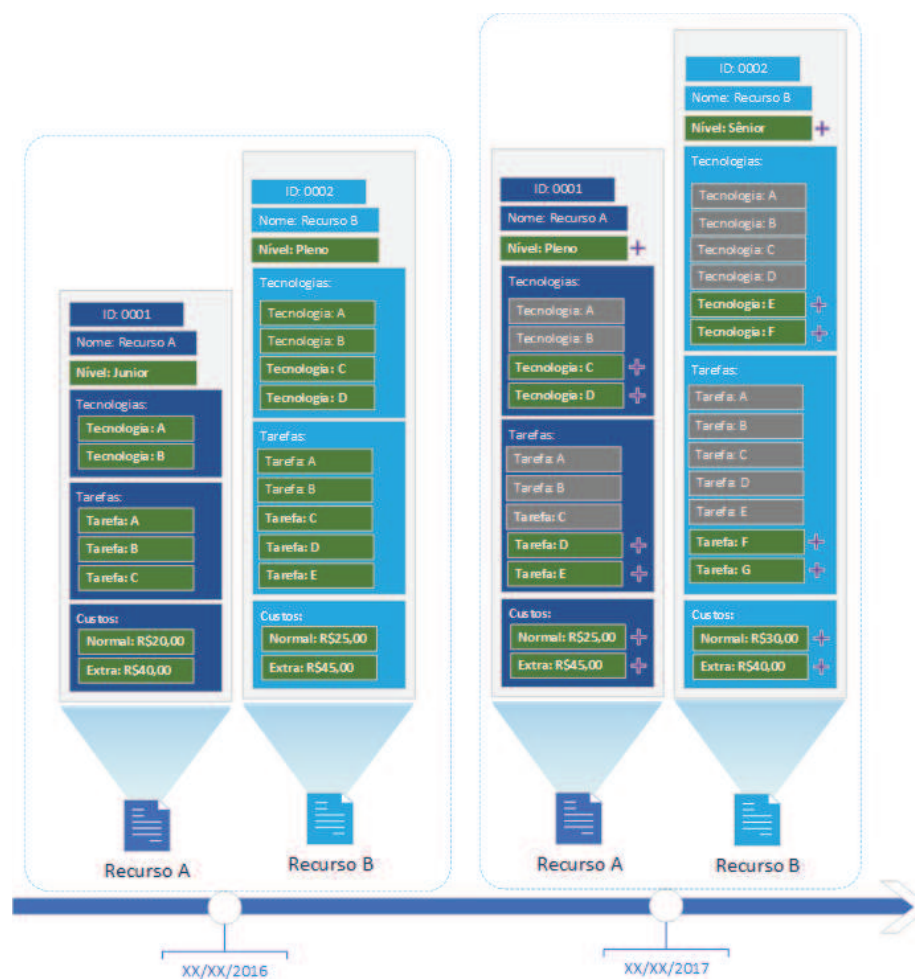 ID: 0001
Nome: Recurso A
Nível: Junior
Tecnologias:
Tecnologia: A
Tecnologia: B
Tarefas:
Tarefa: A
Tarefa: B
Tarefa: C
Custos:
Normal: R$20,00
Extra: R$40,00
Recurso A
ID: 0002
Nome: Recurso B
Nível: Pleno
Tecnologias:
Tecnologia: A
Tecnologia: B
Tecnologia: C
Tecnologia: D
Tarefas:
Tarefa: A
Tarefa: B
Tarefa: C
Tarefa: D
Tarefa: E
Custos:
Normal: R$25,00
Extra: R$45,00
Recurso B
XX/XX/2016
ID: 0001
Nome: Recurso A
Nível: Pleno
Tecnologias:
Tecnologia: A
Tecnologia: B
Tecnologia: C
Tecnologia: D
Tarefas:
Tarefa: A
Tarefa: B
Tarefa: C
Tarefa: D
Tarefa: E
Custos:
Normal: R$25,00
Extra: R$45,00
Recurso A
ID: 0002
Nome: Recurso B
Nível: Sênior
Tecnologias:
Tecnologia: A
Tecnologia: B
Tecnologia: C
Tecnologia: D
Tecnologia: E
Tecnologia: F
Tarefas:
Tarefa: A
Tarefa: B
Tarefa: C
Tarefa: D
Tarefa: E
Tarefa: F
Tarefa: G
Custos:
Normal: R$30,00
Extra: R$40,00
Recurso B
XX/XX/2017